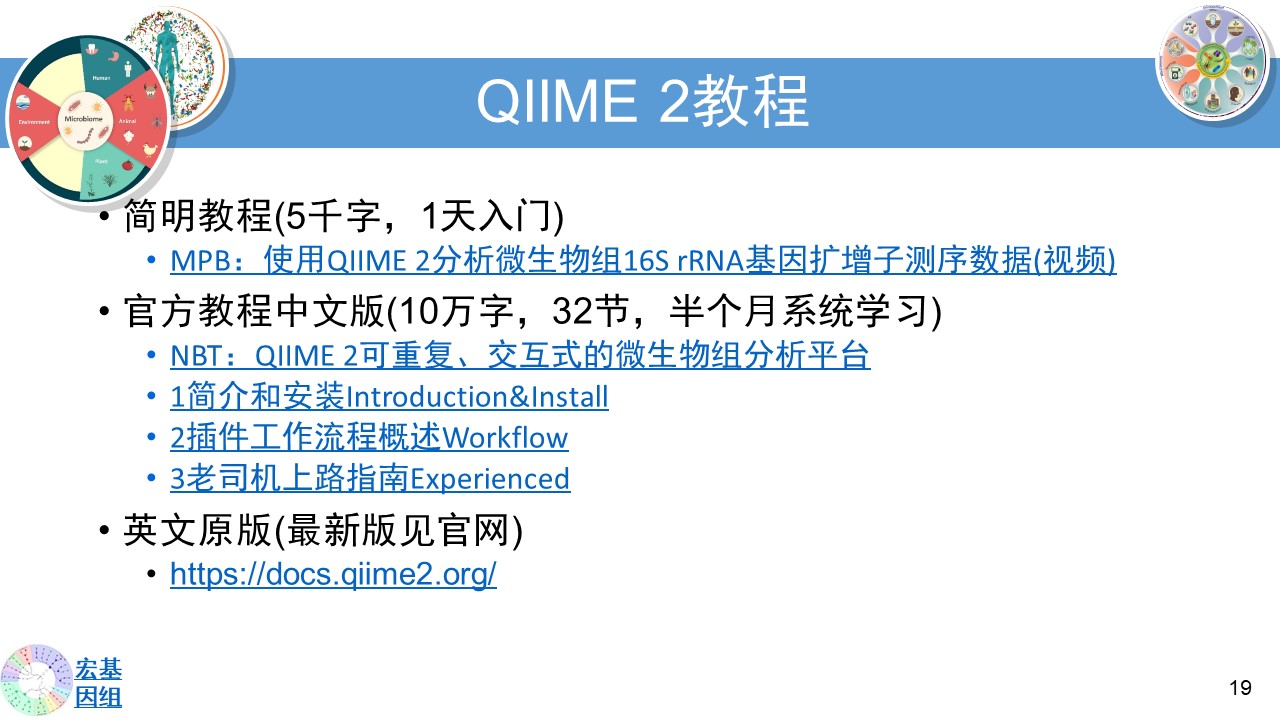 QIIME 2教程
Human
Microbiome
Environment
Animal
Plant
• 简明教程(5千字，1天入门)
• MPB：使用QIIME 2分析微生物组16S rRNA基因扩增子测序数据(视频)
• 官方教程中文版(10万字，32节，半个月系统学习)
• NBT：QIIME 2可重复、交互式的微生物组分析平台
• 1简介和安装Introduction&Install
• 2插件工作流程概述Workflow
• 3老司机上路指南Experienced
• 英文原版(最新版见官网)
• https://docs.qiime2.org/
宏基
因组
19